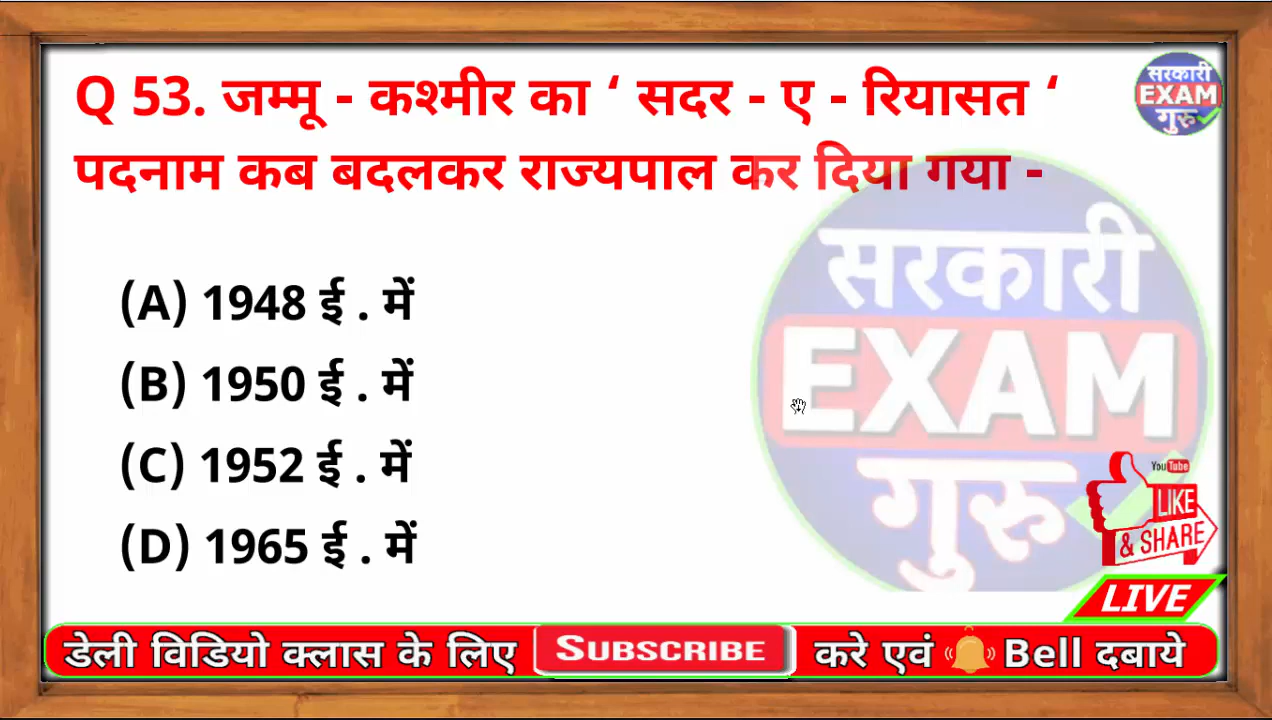 Q 53. जम्मू - कश्मीर का ‘ सदर - ए - रियासत ‘
पदनाम कब बदलकर राज्यपाल कर दिया गया -
सरकारी
EXAM
गुरु
(A) 1948 ई . में
(B) 1950 ई . में
(C) 1952 ई . में
(D) 1965 ई . में
सरकारी
EXAM
गुरु
YouTube
LIKE
& SHARE
LIVE
डेली विडियो क्लास के लिए SUBSCRIBE करे एवं Bell दबाये